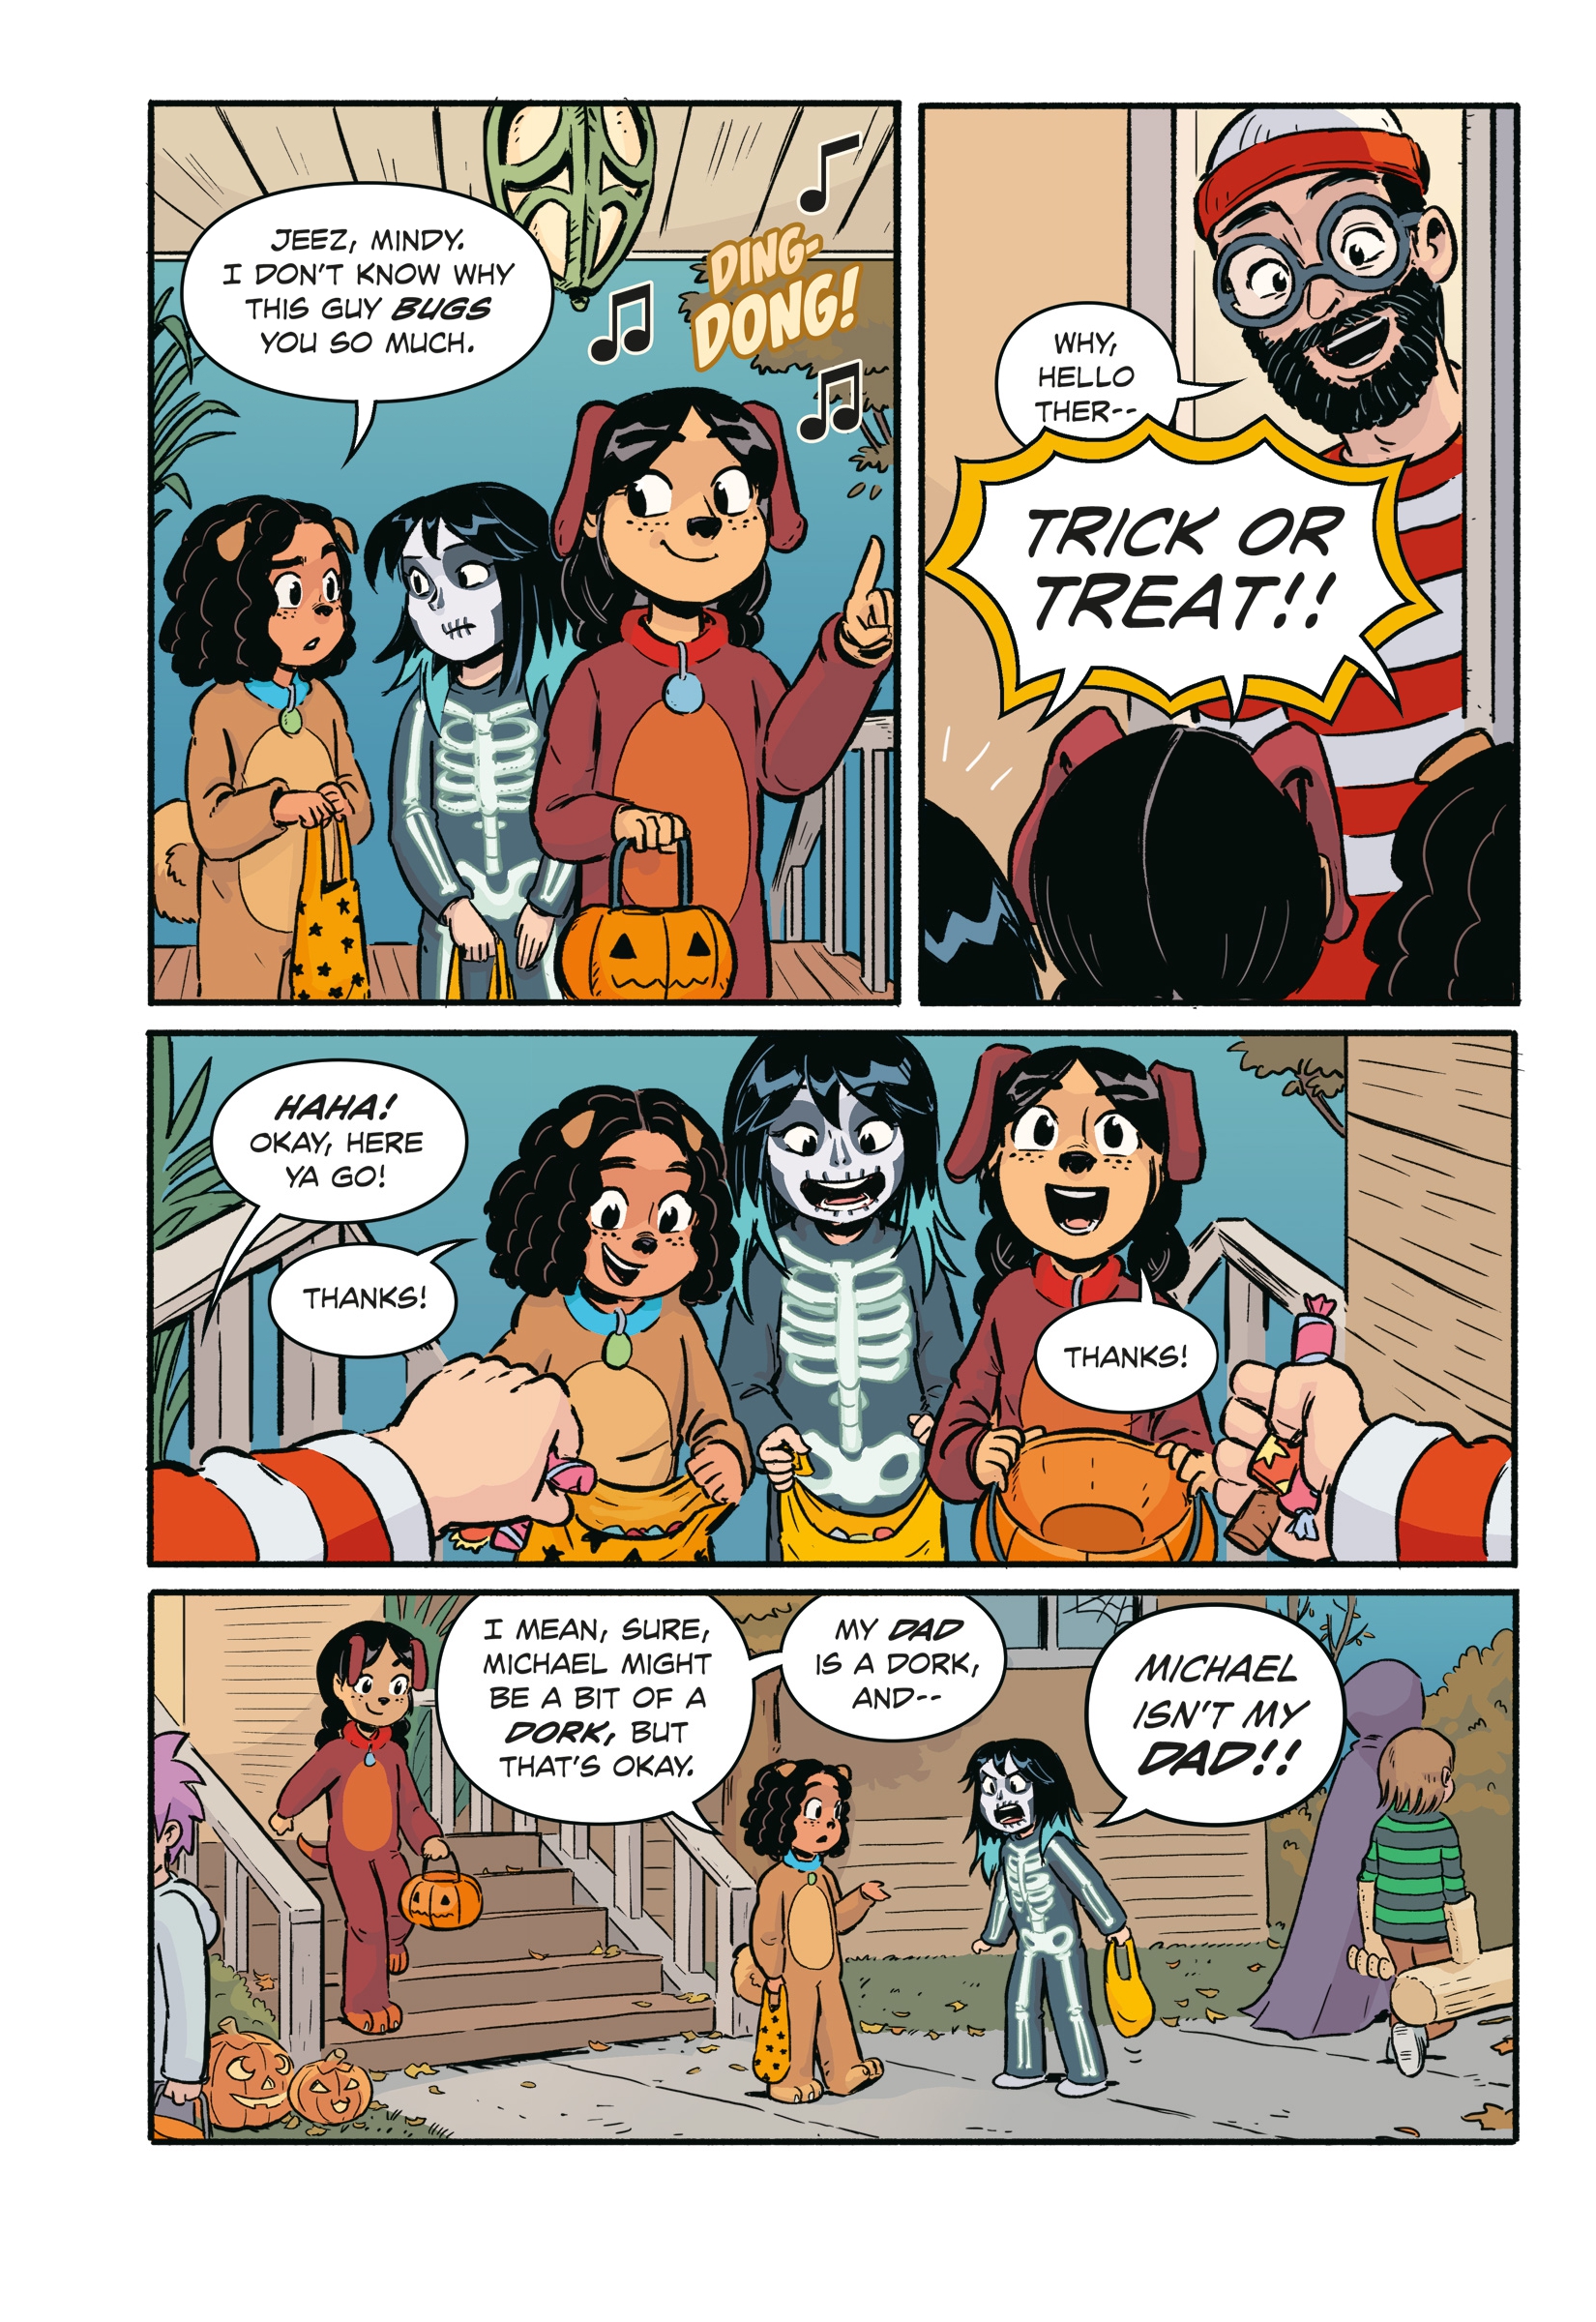 JEEZ, MINDY.
I DON'T KNOW WHY
THIS GUY BUGS
YOU SO MUCH.
DING-
DONG!
WHY,
HELLO
THER--
TRICK OR
TREAT!!
HAHA!
OKAY, HERE
YA GO!
THANKS!
THANKS!
I MEAN, SURE,
MICHAEL MIGHT
BE A BIT OF A
DORK, BUT
THAT'S OKAY.
MY DAD
IS A DORK,
AND--
MICHAEL
ISN'T MY
DAD!!